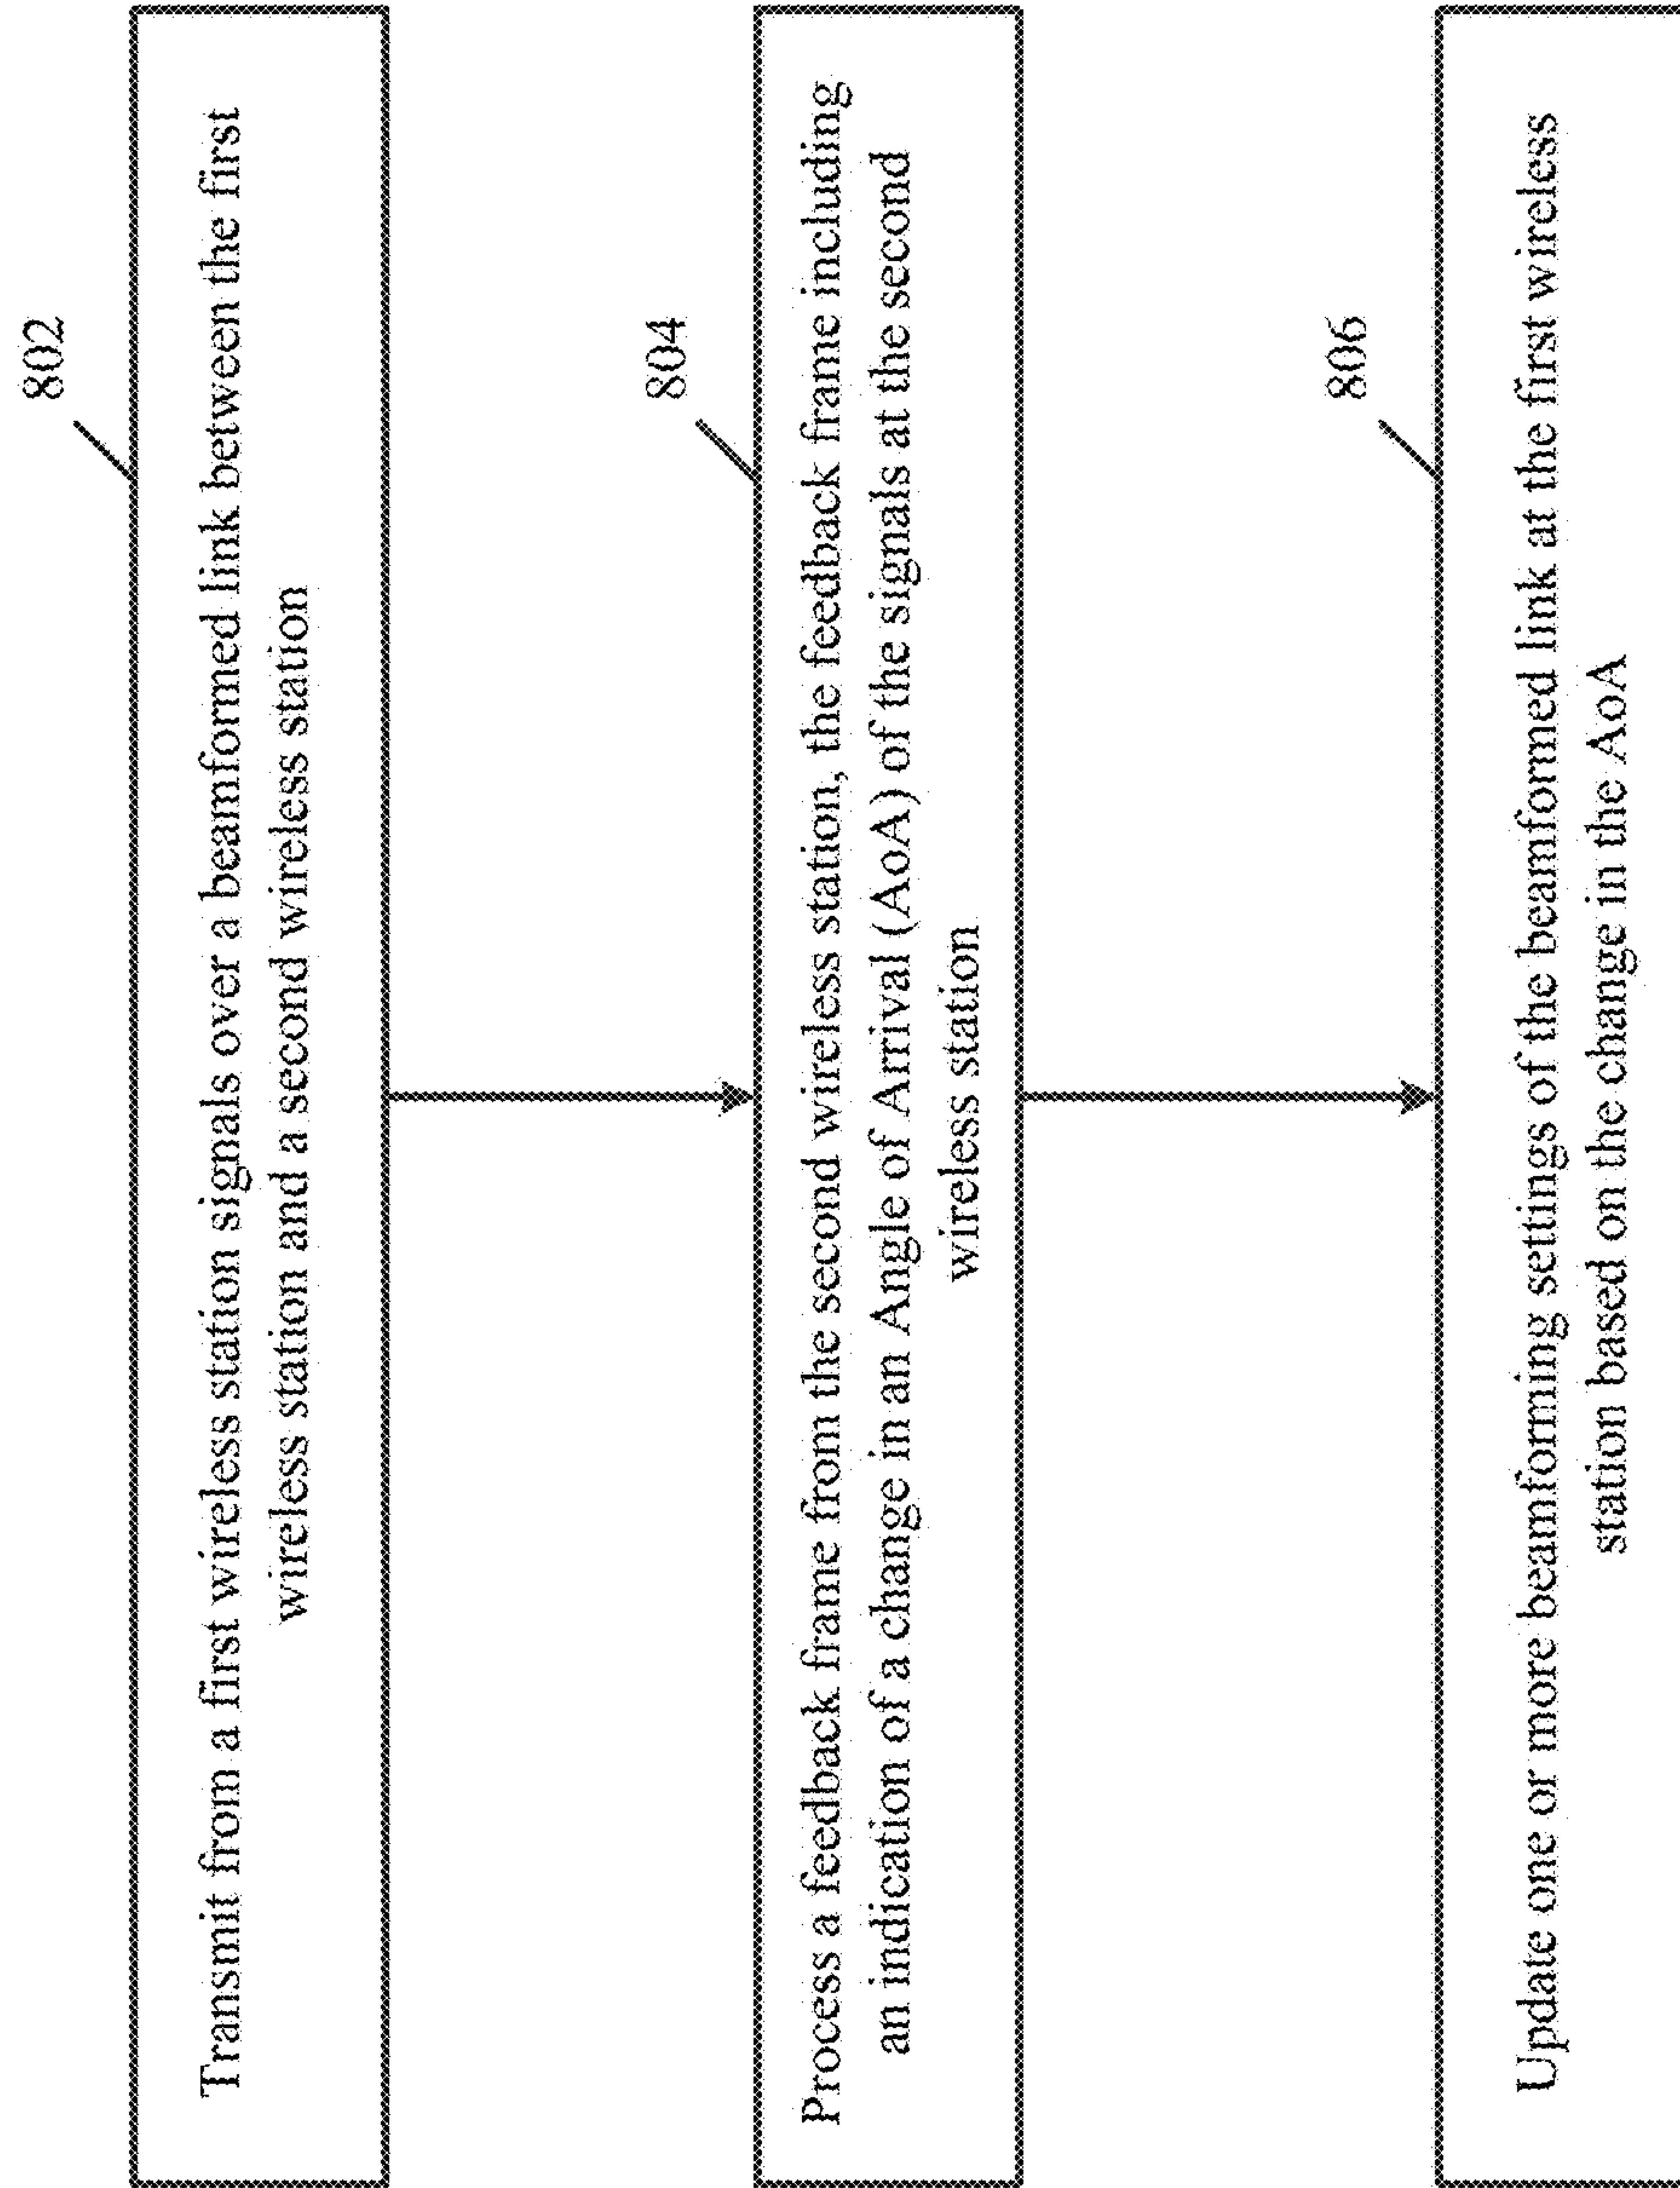 802
Transmit from a first wireless station signals over a beamformed link between the first
wireless station and a second wireless station
804
Process a feedback frame from the second wireless station, the feedback frame including
an indication of a change in an Angle of Arrival (AoA) of the signals at the second
wireless station
806
Update one or more beamforming settings of the beamformed link at the first wireless
station based on the change in the AoA